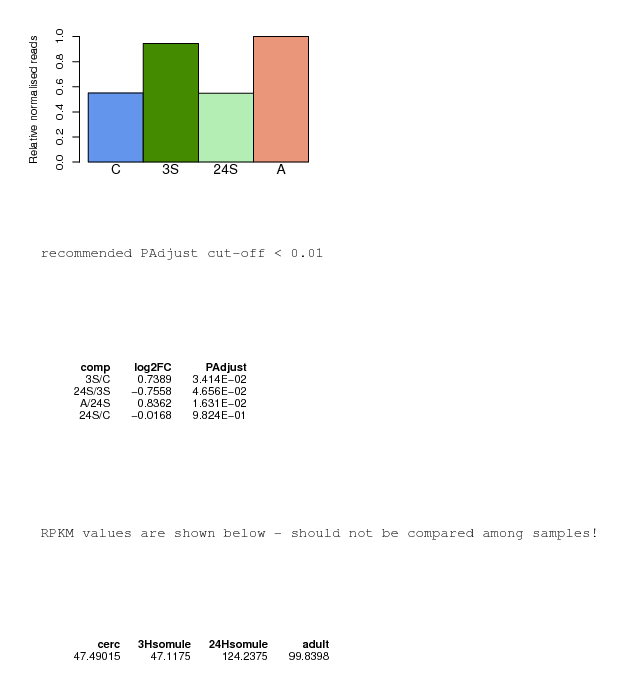 Relative normalised reads
1.0
0.8
0.6
0.4
0.2
0.0
C 3S 24S A
recommended PAdjust cut-off < 0.01
comp log2FC PAdjust
3S/C 0.7389 3.414E-02
24S/3S -0.7558 4.656E-02
A/24S 0.8362 1.631E-02
24S/C -0.0168 9.824E-01
RPKM values are shown below - should not be compared among samples!
cerc 3Hsomule 24Hsomule adult
47.49015 47.1175 124.2375 99.8398